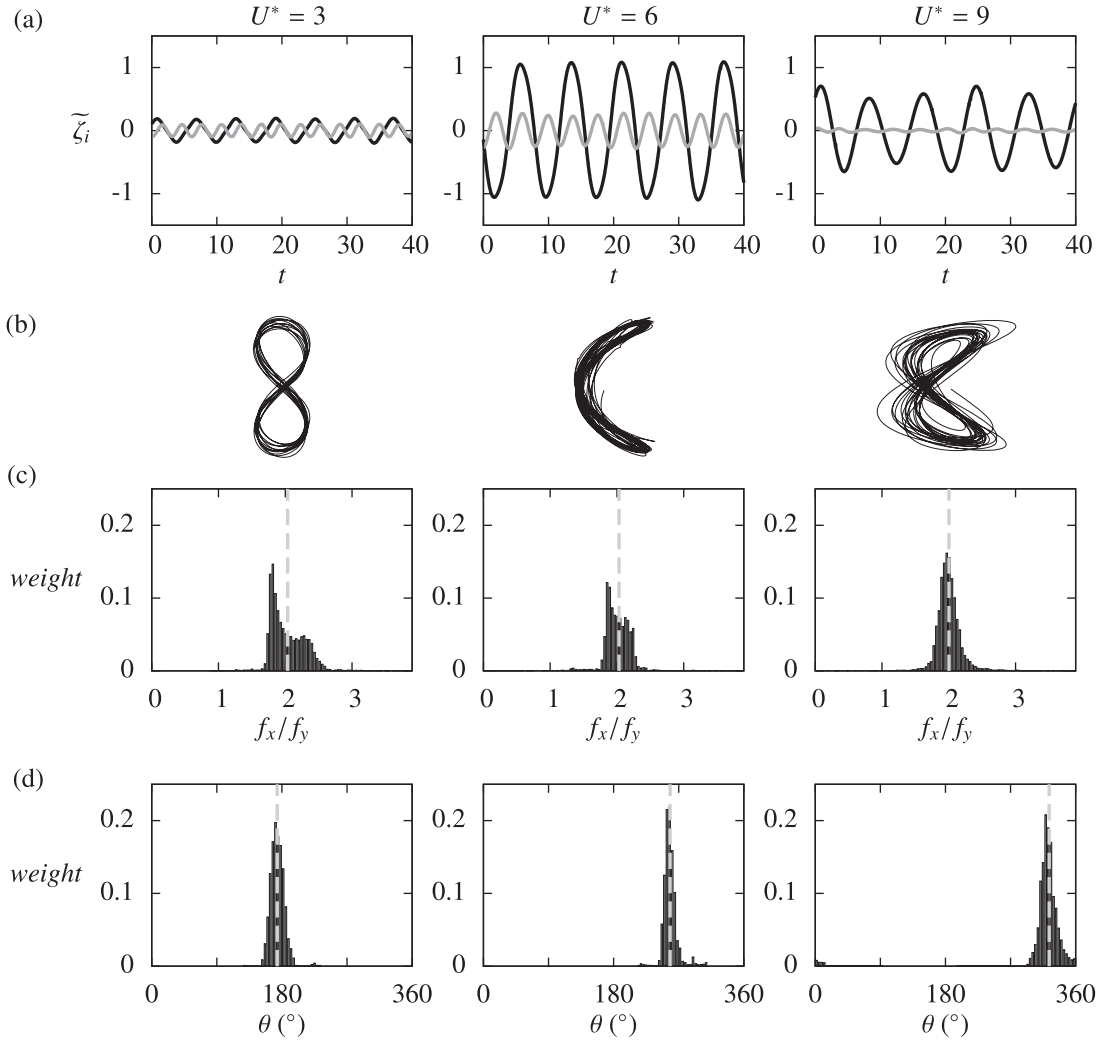 (a) U* = 3 U* = 6 U* = 9
1 1 1
ζ̃i 0 0 0
-1 -1 -1
0 10 20 30 40 0 10 20 30 40 0 10 20 30 40
t t t
(b)
(c)
0.2 0.2 0.2
weight 0.1 0.1 0.1
0 0 0
0 1 2 3 0 1 2 3 0 1 2 3
fx/fy fx/fy fx/fy
(d)
0.2 0.2 0.2
weight 0.1 0.1 0.1
0 0 0
0 180 360 0 180 360 0 180 360
θ (°) θ (°) θ (°)